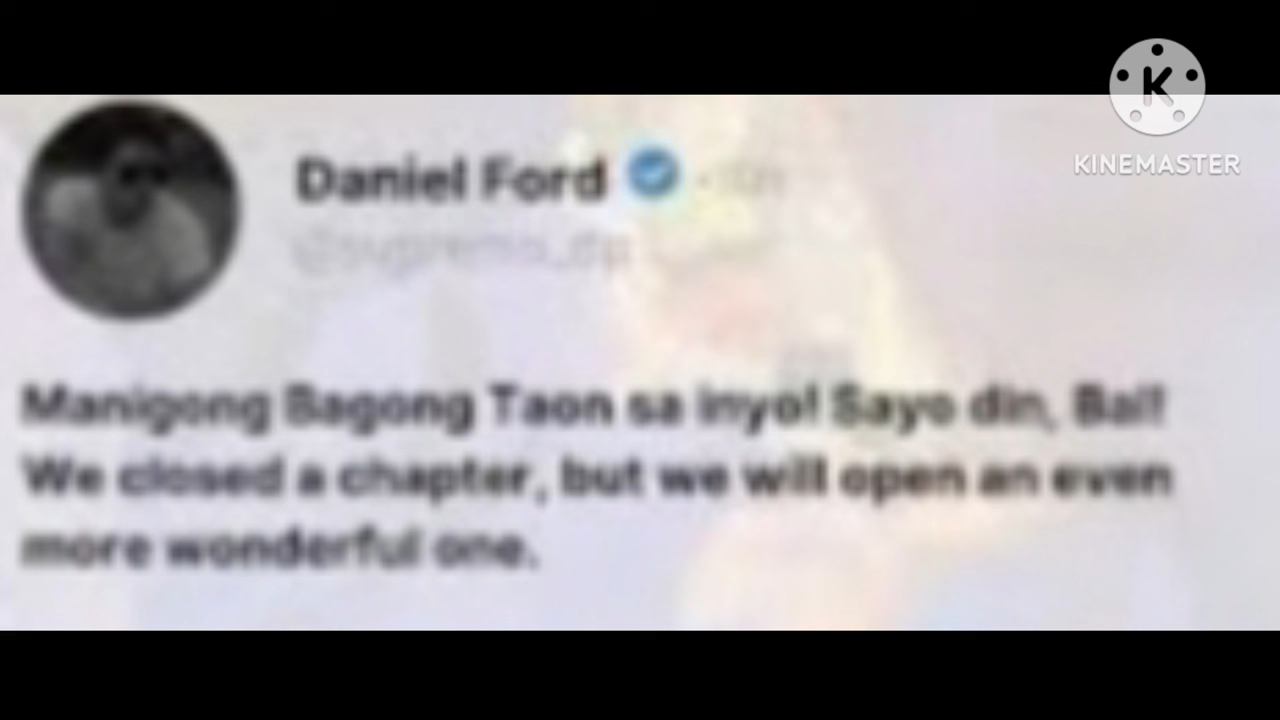 KINEMASTER
Daniel Ford
@supremo_dp
Manigong Bagong Taon sa inyo! Sayo din, Bal!
We closed a chapter, but we will open an even
more wonderful one.